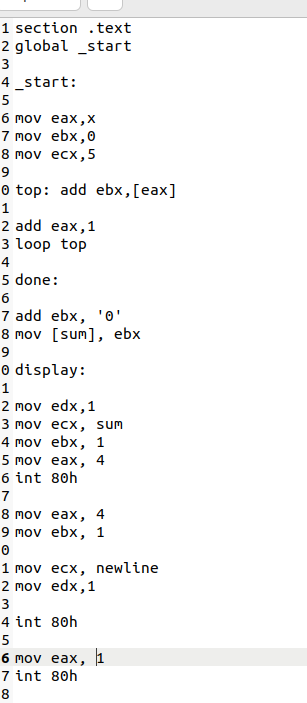 1 section .text
2 global _start
3
4 _start:
5
6 mov eax,x
7 mov ebx,0
8 mov ecx,5
9
0 top: add ebx,[eax]
1
2 add eax,1
3 loop top
4
5 done:
6
7 add ebx, '0'
8 mov [sum], ebx
9
0 display:
1
2 mov edx,1
3 mov ecx, sum
4 mov ebx, 1
5 mov eax, 4
6 int 80h
7
8 mov eax, 4
9 mov ebx, 1
0
1 mov ecx, newline
2 mov edx,1
3
4 int 80h
5
6 mov eax, 1
7 int 80h
8